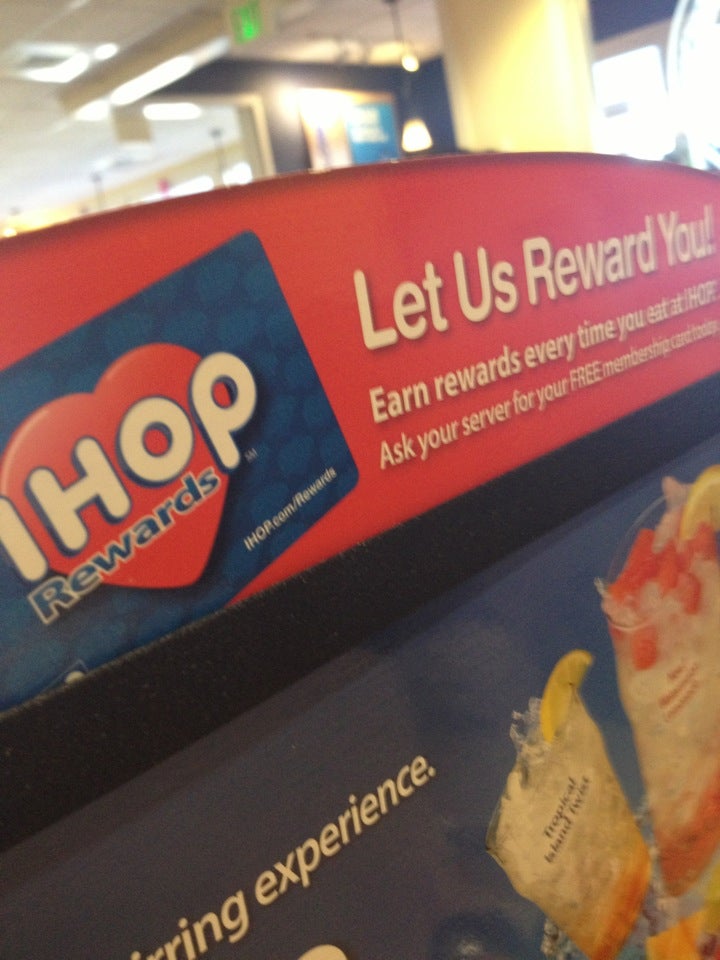 Let Us Reward You!
Earn rewards every time you eat at IHOP!
Ask your server for your FREE membership card today
IHOP
Rewards
SM
IHOP.com/Rewards
experience.
Tropical
Island Twist